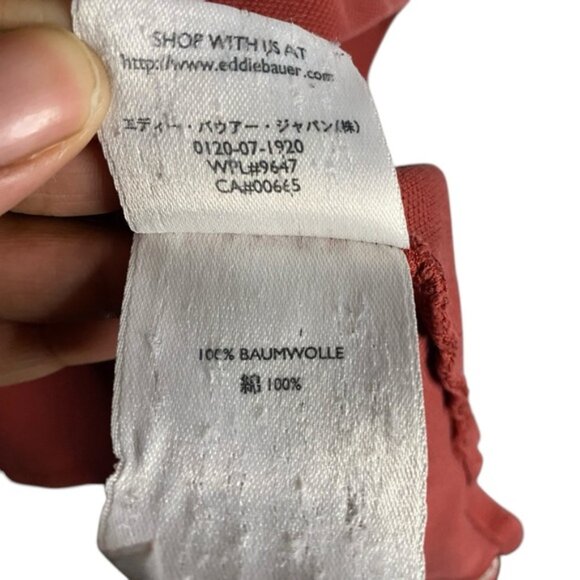 SHOP WITH US AT
http://www.eddiebauer.com
エディー・バウアー・ジャパン(株)
0120-07-1920
WPL#9647
CA#00665
100% BAUMWOLLE
綿 100%